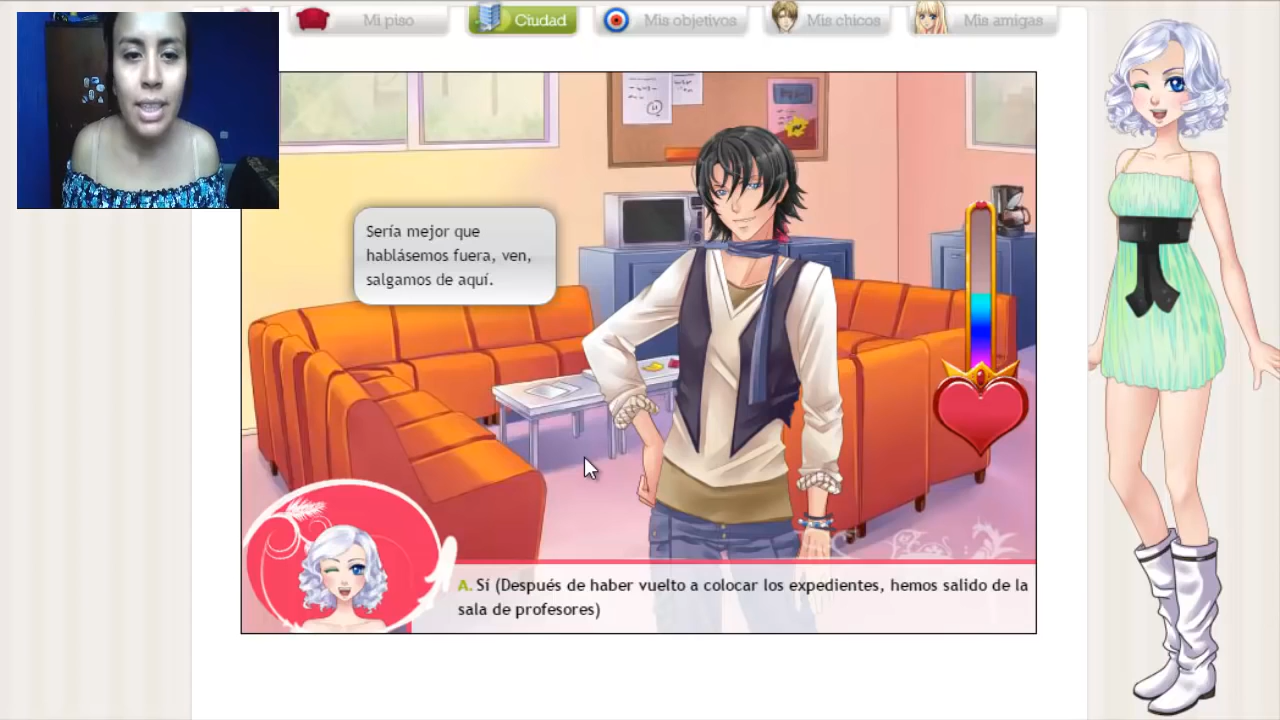 Mi piso
Ciudad
Mis objetivos
Mis chicos
Mis amigas
Sería mejor que
hablásemos fuera, ven,
salgamos de aquí.
A. Sí (Después de haber vuelto a colocar los expedientes, hemos salido de la
sala de profesores)